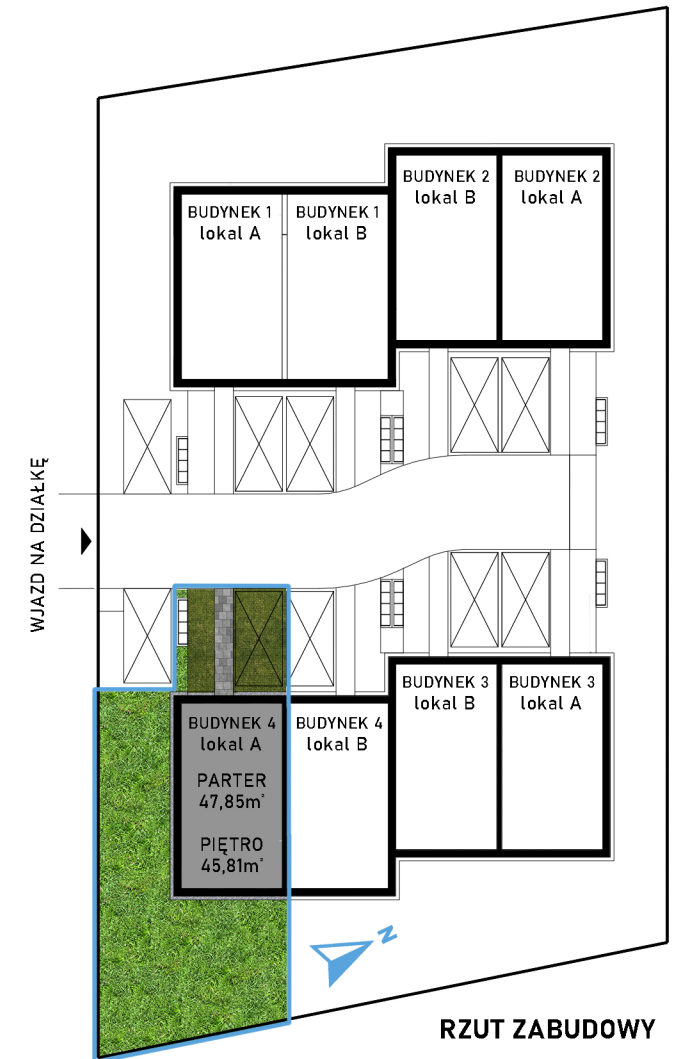 BUDYNEK 2
lokal B
BUDYNEK 2
lokal A
BUDYNEK 1
lokal A
BUDYNEK 1
lokal B
WJAZD NA DZIAŁKĘ
BUDYNEK 3
lokal B
BUDYNEK 3
lokal A
BUDYNEK 4
lokal A
PARTER
47,85m²
PIĘTRO
45,81m²
BUDYNEK 4
lokal B
N
RZUT ZABUDOWY